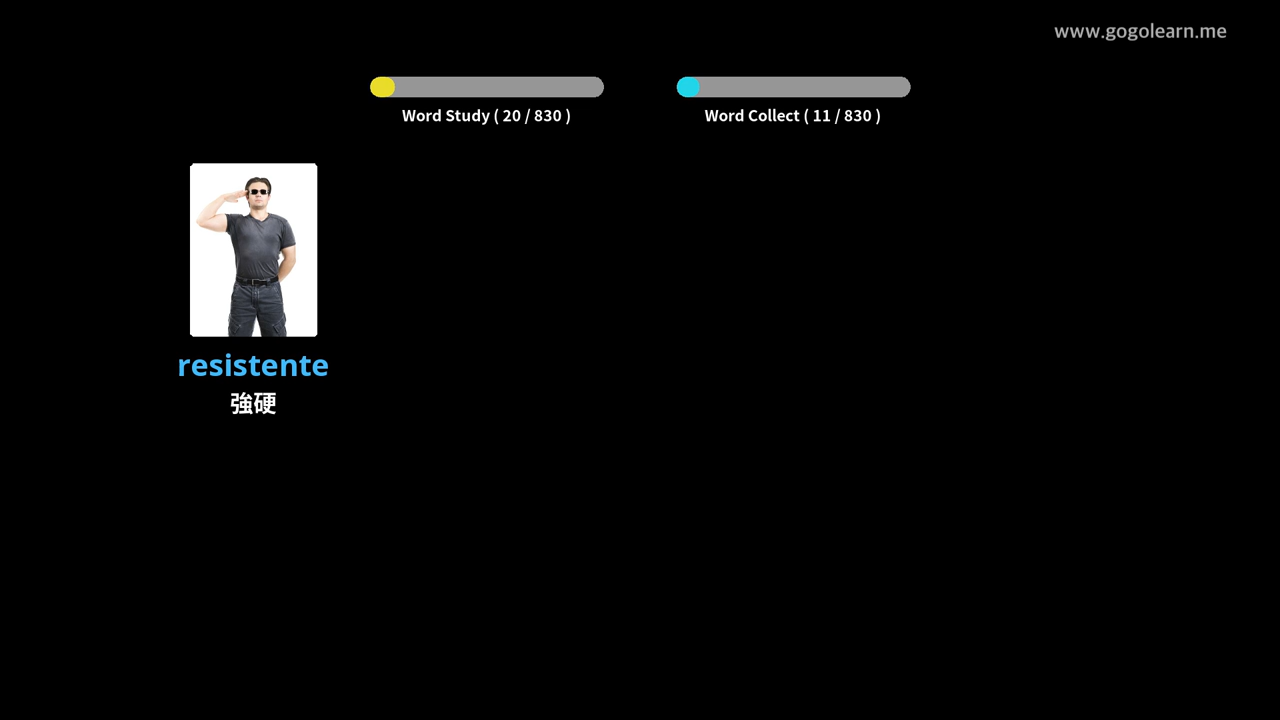 www.gogolearn.me
Word Study ( 20 / 830 )
Word Collect ( 11 / 830 )
resistente
強硬